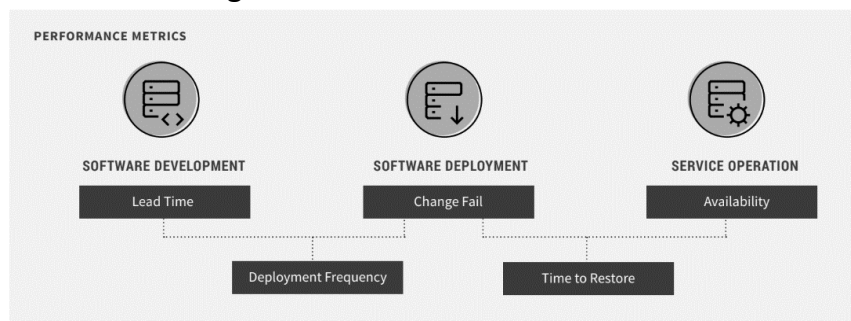 PERFORMANCE METRICS
SOFTWARE DEVELOPMENT
SOFTWARE DEPLOYMENT
SERVICE OPERATION
Lead Time
Change Fail
Availability
Deployment Frequency
Time to Restore